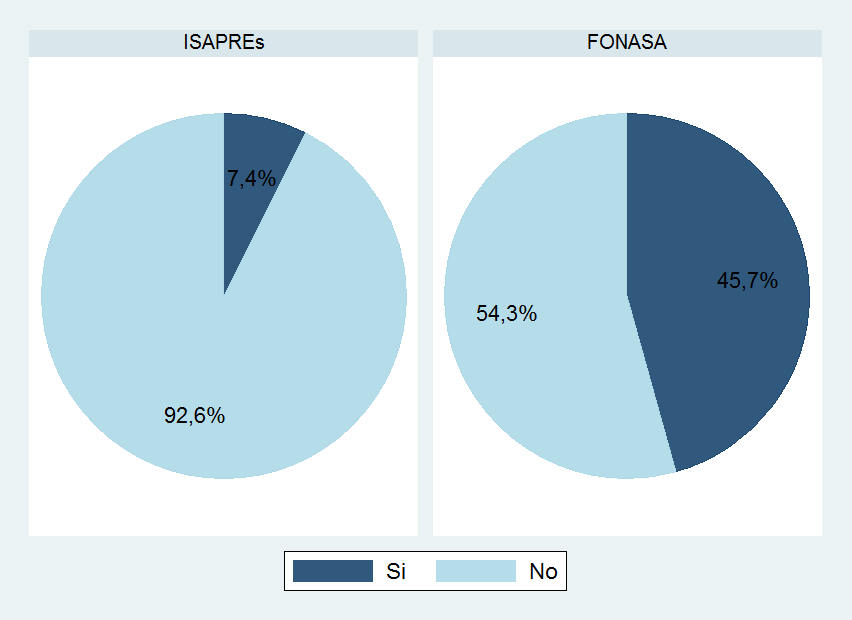 ISAPREs
7,4%
92,6%
FONASA
45,7%
54,3%
Si
No